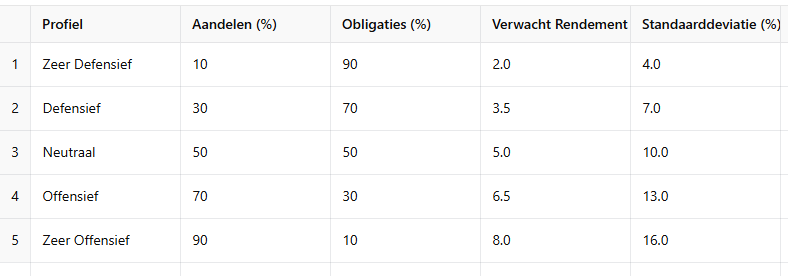 Profiel Aandelen (%) Obligaties (%) Verwacht Rendement Standaarddeviatie (%)
1 Zeer Defensief 10 90 2.0 4.0
2 Defensief 30 70 3.5 7.0
3 Neutraal 50 50 5.0 10.0
4 Offensief 70 30 6.5 13.0
5 Zeer Offensief 90 10 8.0 16.0